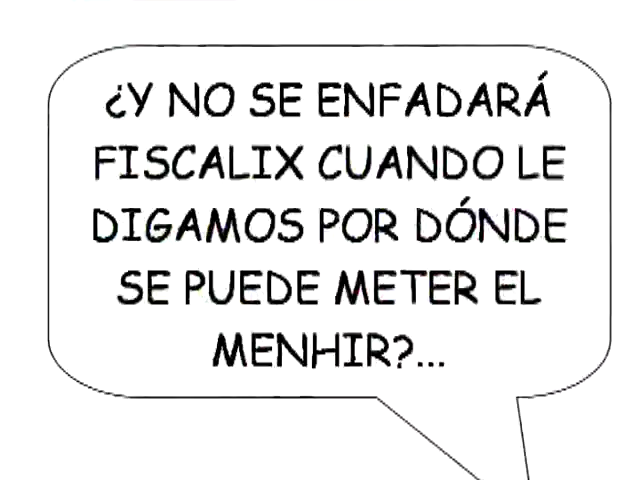 ¿Y NO SE ENFADARÁ
FISCALIX CUANDO LE
DIGAMOS POR DÓNDE
SE PUEDE METER EL
MENHIR?...